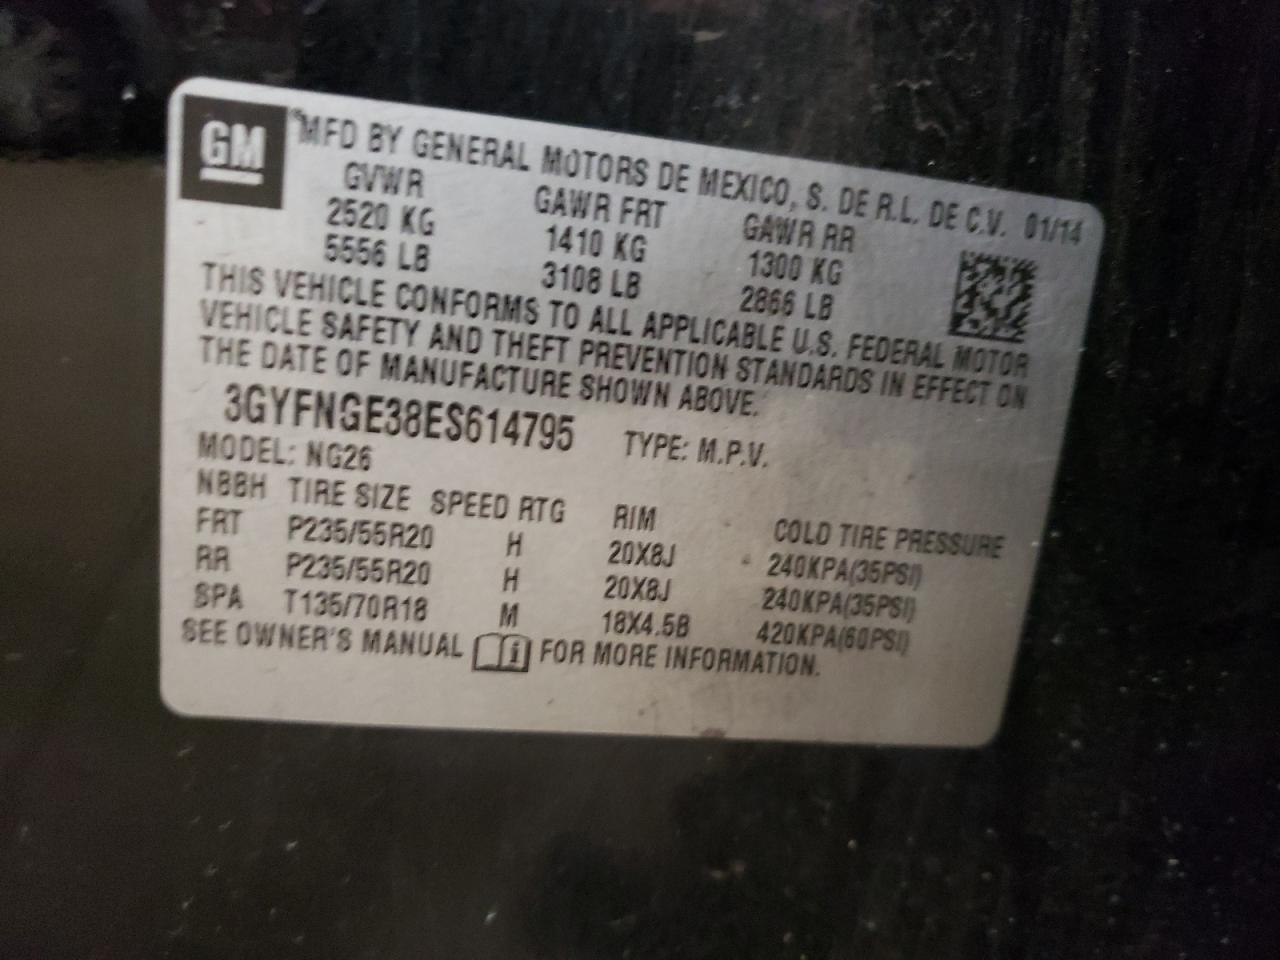 GM
MFD BY GENERAL MOTORS DE MEXICO, S. DE R.L. DE C.V. 01/14
GVWR GAWR FRT GAWR RR
2520 KG 1410 KG 1300 KG
5556 LB 3108 LB 2866 LB
THIS VEHICLE CONFORMS TO ALL APPLICABLE U.S. FEDERAL MOTOR
VEHICLE SAFETY AND THEFT PREVENTION STANDARDS IN EFFECT ON
THE DATE OF MANUFACTURE SHOWN ABOVE.
3GYFNGE38ES614795 TYPE: M.P.V.
MODEL: NG26
NBBH TIRE SIZE SPEED RTG RIM COLD TIRE PRESSURE
FRT P235/55R20 H 20X8J 240KPA(35PSI)
RR P235/55R20 H 20X8J 240KPA(35PSI)
SPA T135/70R18 M 18X4.5B 420KPA(60PSI)
SEE OWNER'S MANUAL i FOR MORE INFORMATION.